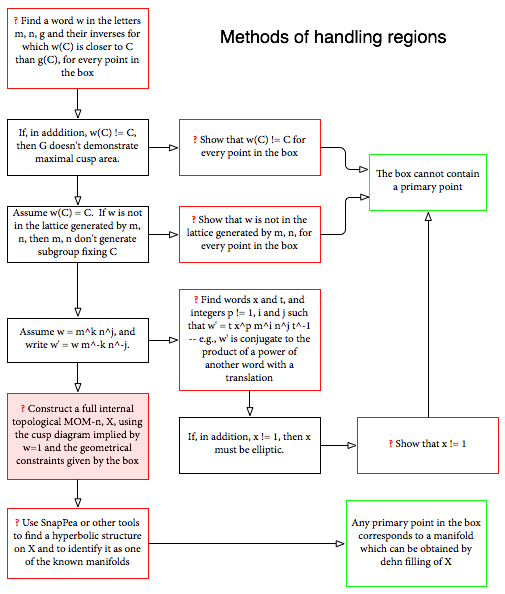 Methods of handling regions
? Find a word w in the letters
m, n, g and their inverses for
which w(C) is closer to C
than g(C), for every point in
the box
If, in adddition, w(C) != C,
then G doesn't demonstrate
maximal cusp area.
? Show that w(C) != C for
every point in the box
The box cannot contain
a primary point
Assume w(C) = C. If w is not
in the lattice generated by m,
n, then m, n don't generate
subgroup fixing C
? Show that w is not in the
lattice generated by m, n, for
every point in the box
Assume w = m^k n^j, and
write w' = w m^-k n^-j.
? Find words x and t, and
integers p != 1, i and j such
that w' = t x^p m^i n^j t^-1
-- e.g., w' is conjugate to the
product of a power of
another word with a
translation
? Construct a full internal
topological MOM-n, X, using
the cusp diagram implied by
w=1 and the geometrical
constraints given by the box
If, in addition, x != 1, then x
must be elliptic.
? Show that x != 1
? Use SnapPea or other tools
to find a hyperbolic structure
on X and to identify it as one
of the known manifolds
Any primary point in the box
corresponds to a manifold
which can be obtained by
dehn filling of X